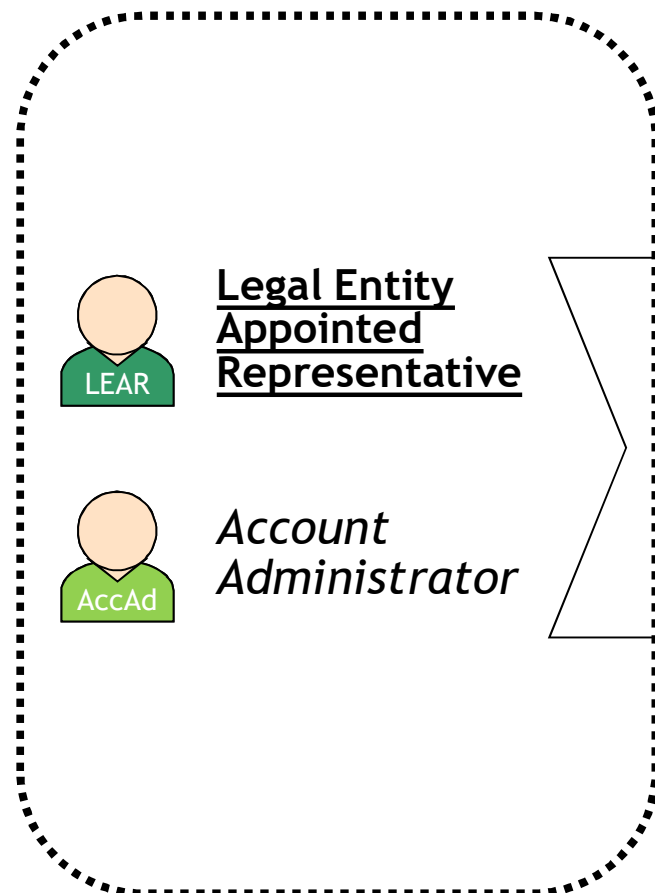 LEAR
Legal Entity
Appointed
Representative
AccAd
Account
Administrator